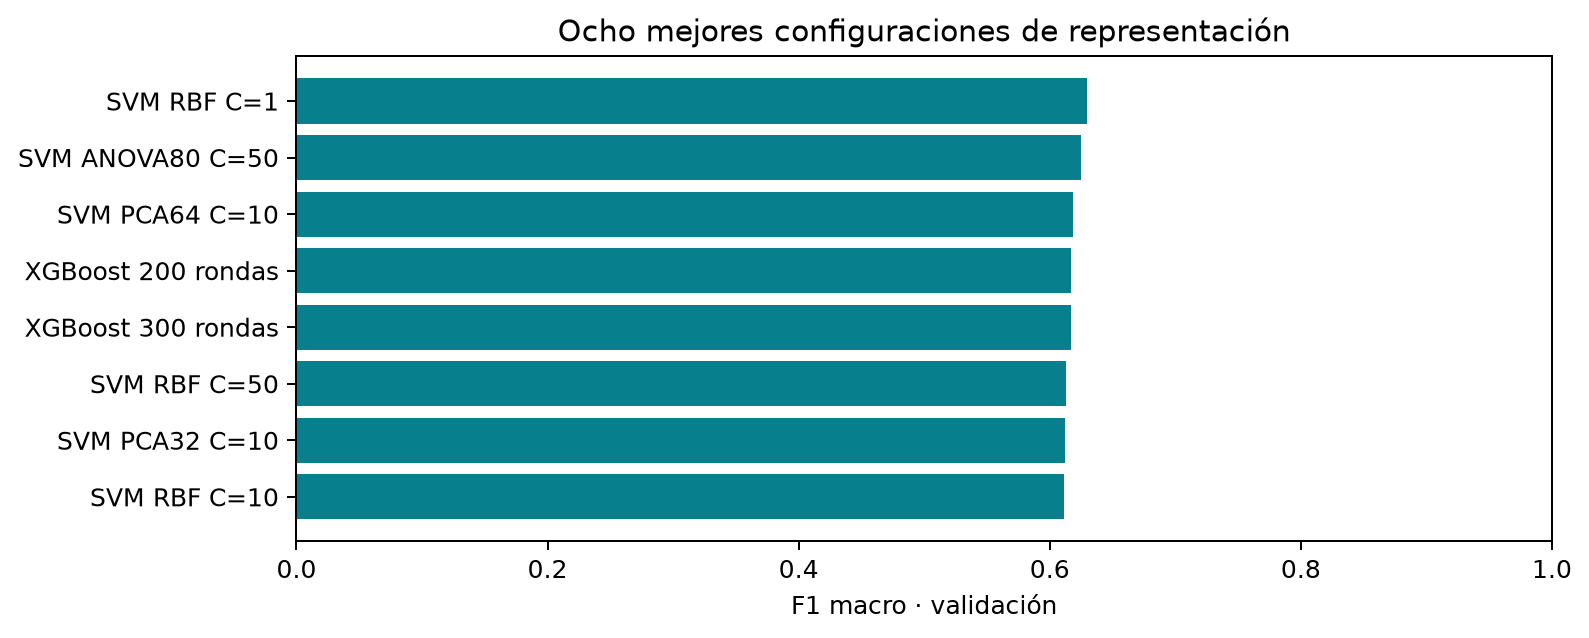 Ocho mejores configuraciones de representación
SVM RBF C=1
SVM ANOVA80 C=50
SVM PCA64 C=10
XGBoost 200 rondas
XGBoost 300 rondas
SVM RBF C=50
SVM PCA32 C=10
SVM RBF C=10
0.0 0.2 0.4 0.6 0.8 1.0
F1 macro · validación